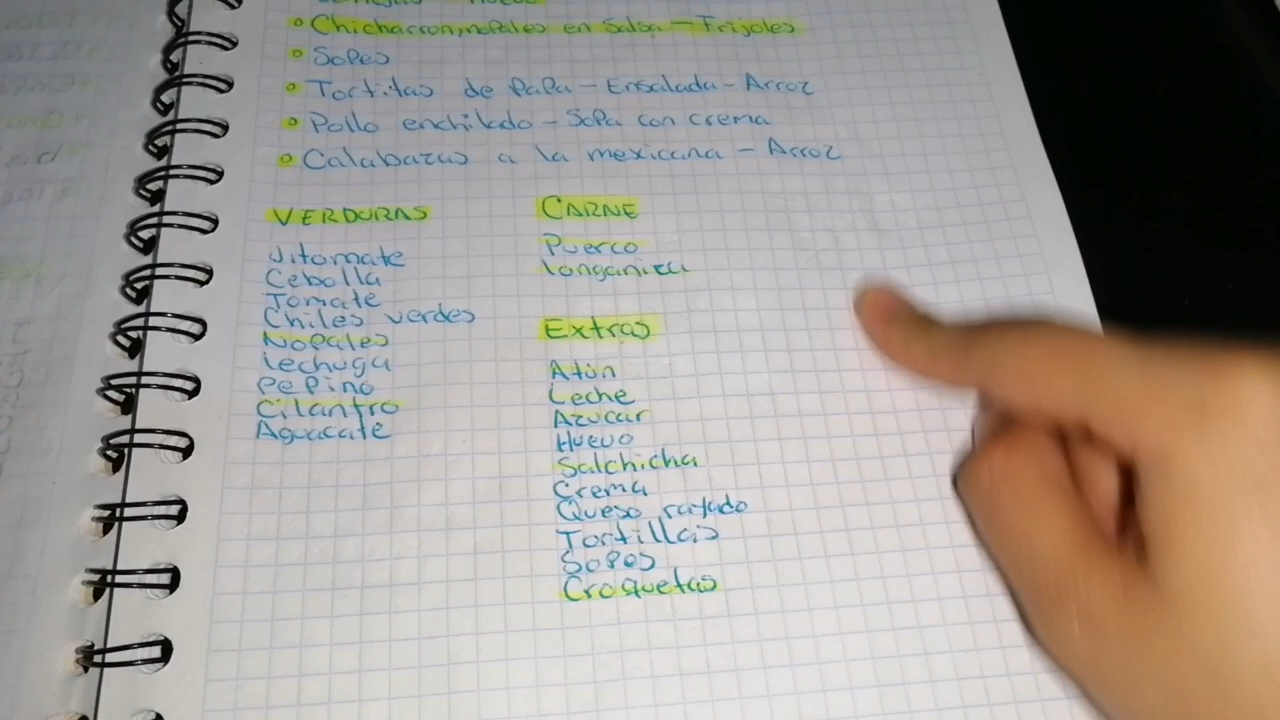 Chicharron, nopales en salsa - Frijoles
Sopes
Tortitas de papa - Ensalada - Arroz
Pollo enchilado - Sopa con crema
Calabazas a la mexicana - Arroz
VERDURAS
Jitomate
Cebolla
Tomate
Chiles verdes
Nopales
Lechuga
Pepino
Cilantro
Aguacate
CARNE
Puerco
Longaniza
Extras
Atún
Leche
Azucar
Huevo
Salchicha
Crema
Queso rayado
Tortillas
Sopes
Croquetas